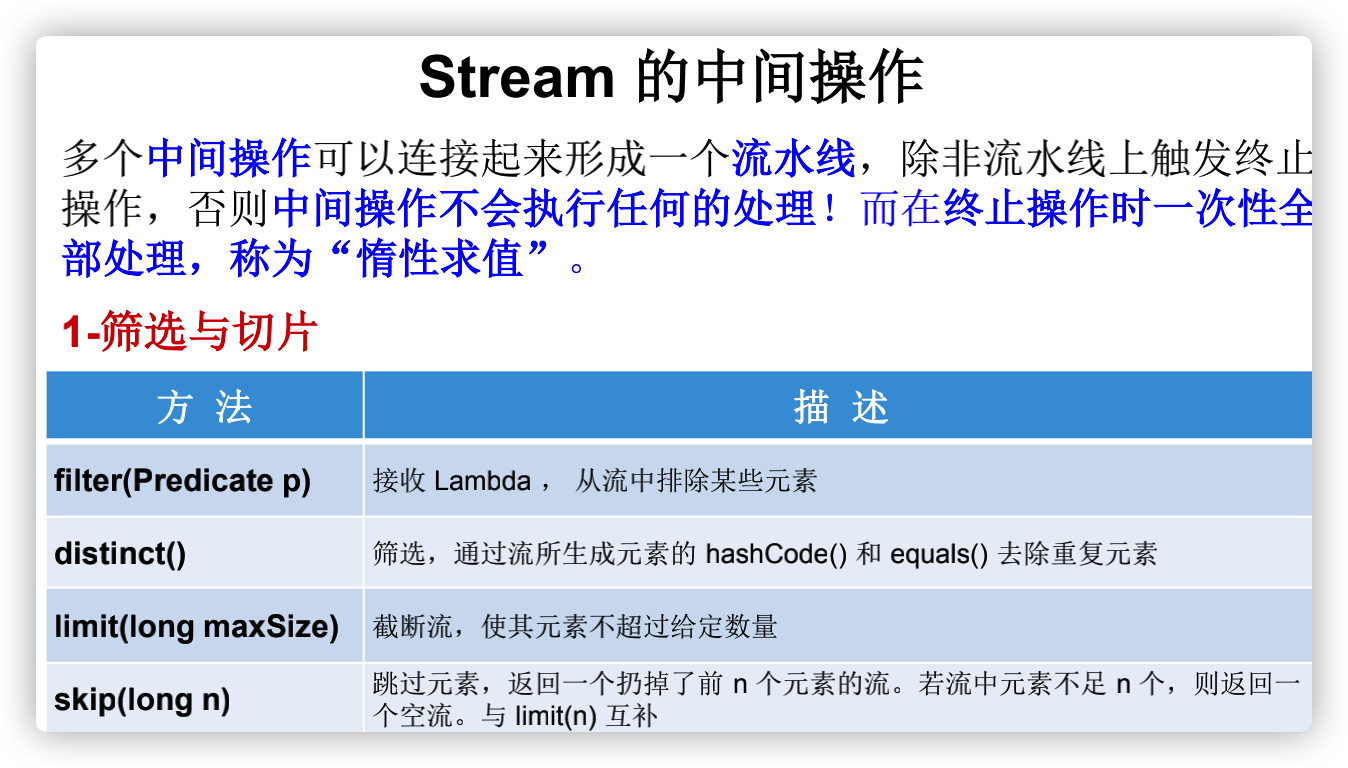 Stream 的中间操作
多个中间操作可以连接起来形成一个流水线，除非流水线上触发终止
操作，否则中间操作不会执行任何的处理！而在终止操作时一次性全
部处理，称为“惰性求值”。
1-筛选与切片
方 法 描 述
filter(Predicate p) 接收 Lambda ， 从流中排除某些元素
distinct() 筛选，通过流所生成元素的 hashCode() 和 equals() 去除重复元素
limit(long maxSize) 截断流，使其元素不超过给定数量
skip(long n) 跳过元素，返回一个扔掉了前 n 个元素的流。若流中元素不足 n 个，则返回一
个空流。与 limit(n) 互补